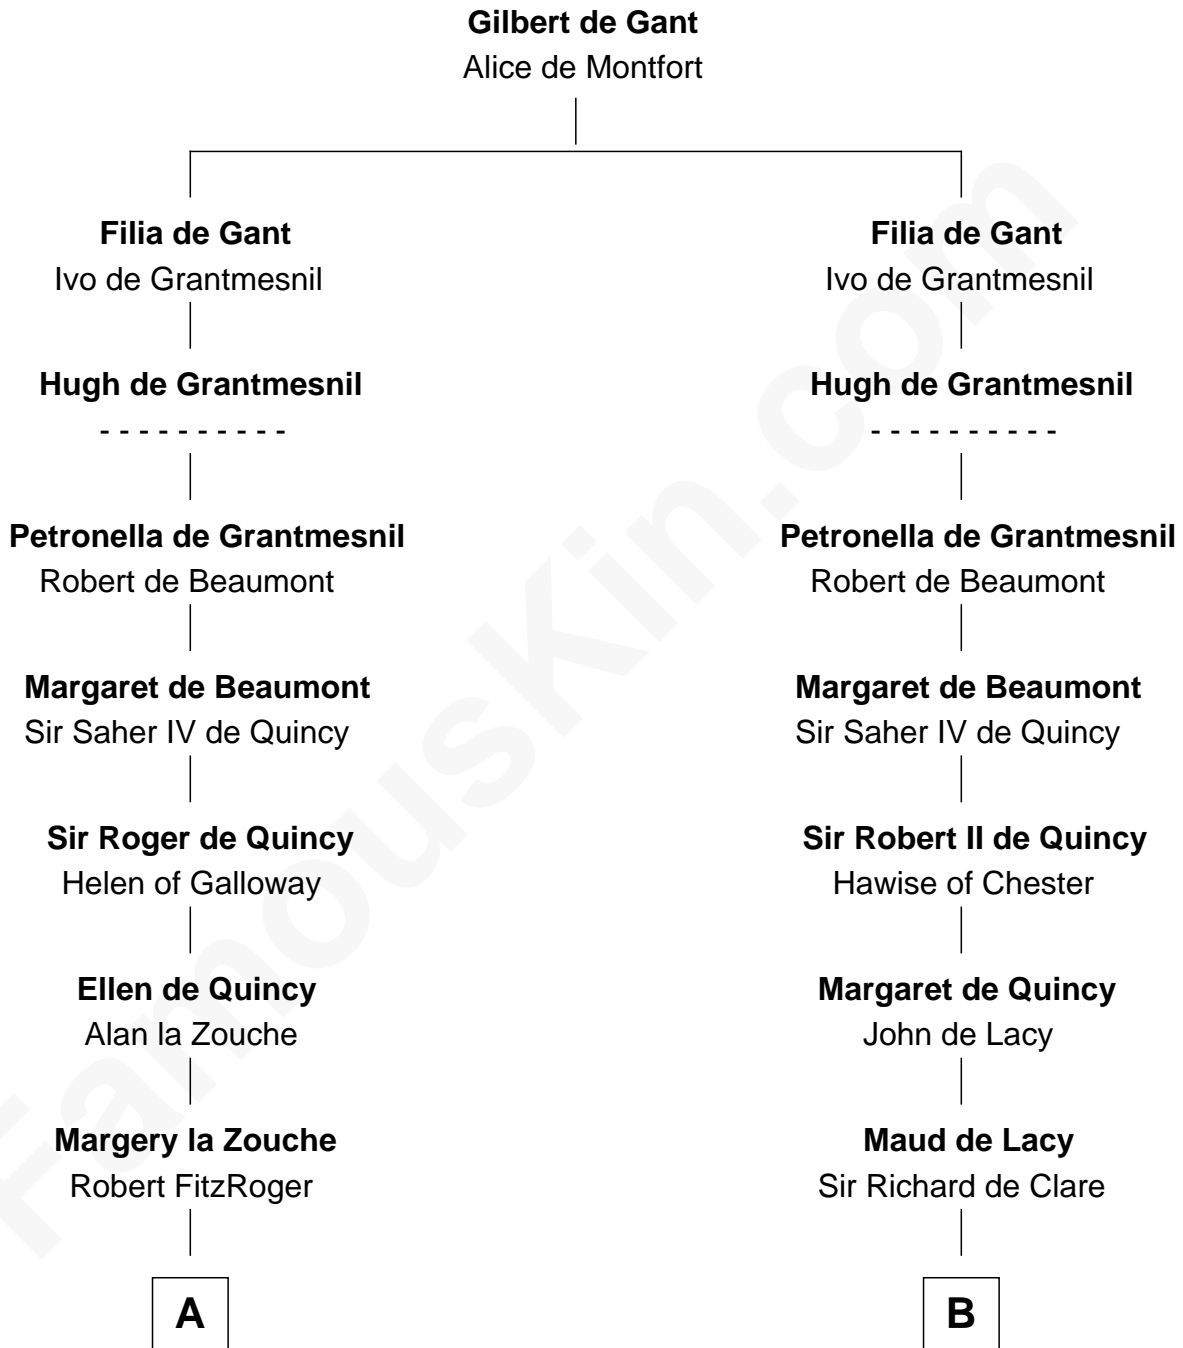 Gilbert de Gant
Alice de Montfort
Filia de Gant
Ivo de Grantmesnil
Hugh de Grantmesnil
- - - - - - - - - -
Petronella de Grantmesnil
Robert de Beaumont
Margaret de Beaumont
Sir Saher IV de Quincy
Sir Roger de Quincy
Helen of Galloway
Ellen de Quincy
Alan la Zouche
Margery la Zouche
Robert FitzRoger
A
Filia de Gant
Ivo de Grantmesnil
Hugh de Grantmesnil
- - - - - - - - - -
Petronella de Grantmesnil
Robert de Beaumont
Margaret de Beaumont
Sir Saher IV de Quincy
Sir Robert II de Quincy
Hawise of Chester
Margaret de Quincy
John de Lacy
Maud de Lacy
Sir Richard de Clare
B
FamousKin.com